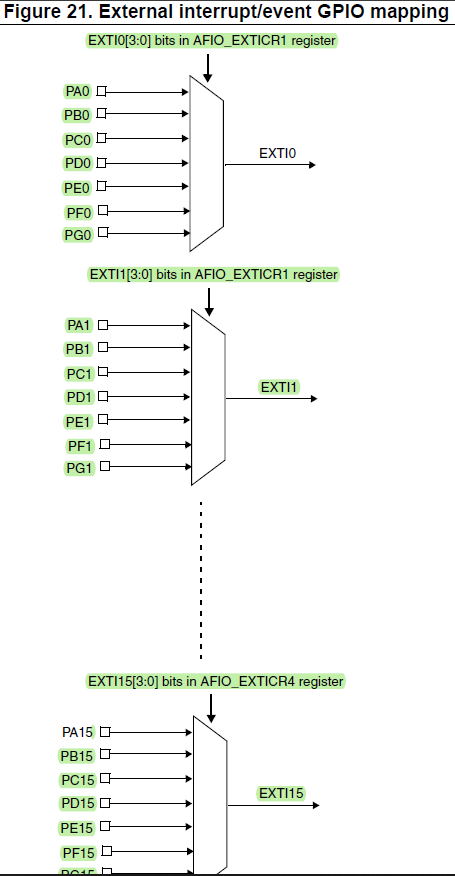 Figure 21. External interrupt/event GPIO mapping
EXTI0[3:0] bits in AFIO_EXTICR1 register
PA0
PB0
PC0
EXTI0
PD0
PE0
PF0
PG0
EXTI1[3:0] bits in AFIO_EXTICR1 register
PA1
PB1
PC1
EXTI1
PD1
PE1
PF1
PG1
EXTI15[3:0] bits in AFIO_EXTICR4 register
PA15
PB15
PC15
EXTI15
PD15
PE15
PF15
PG15